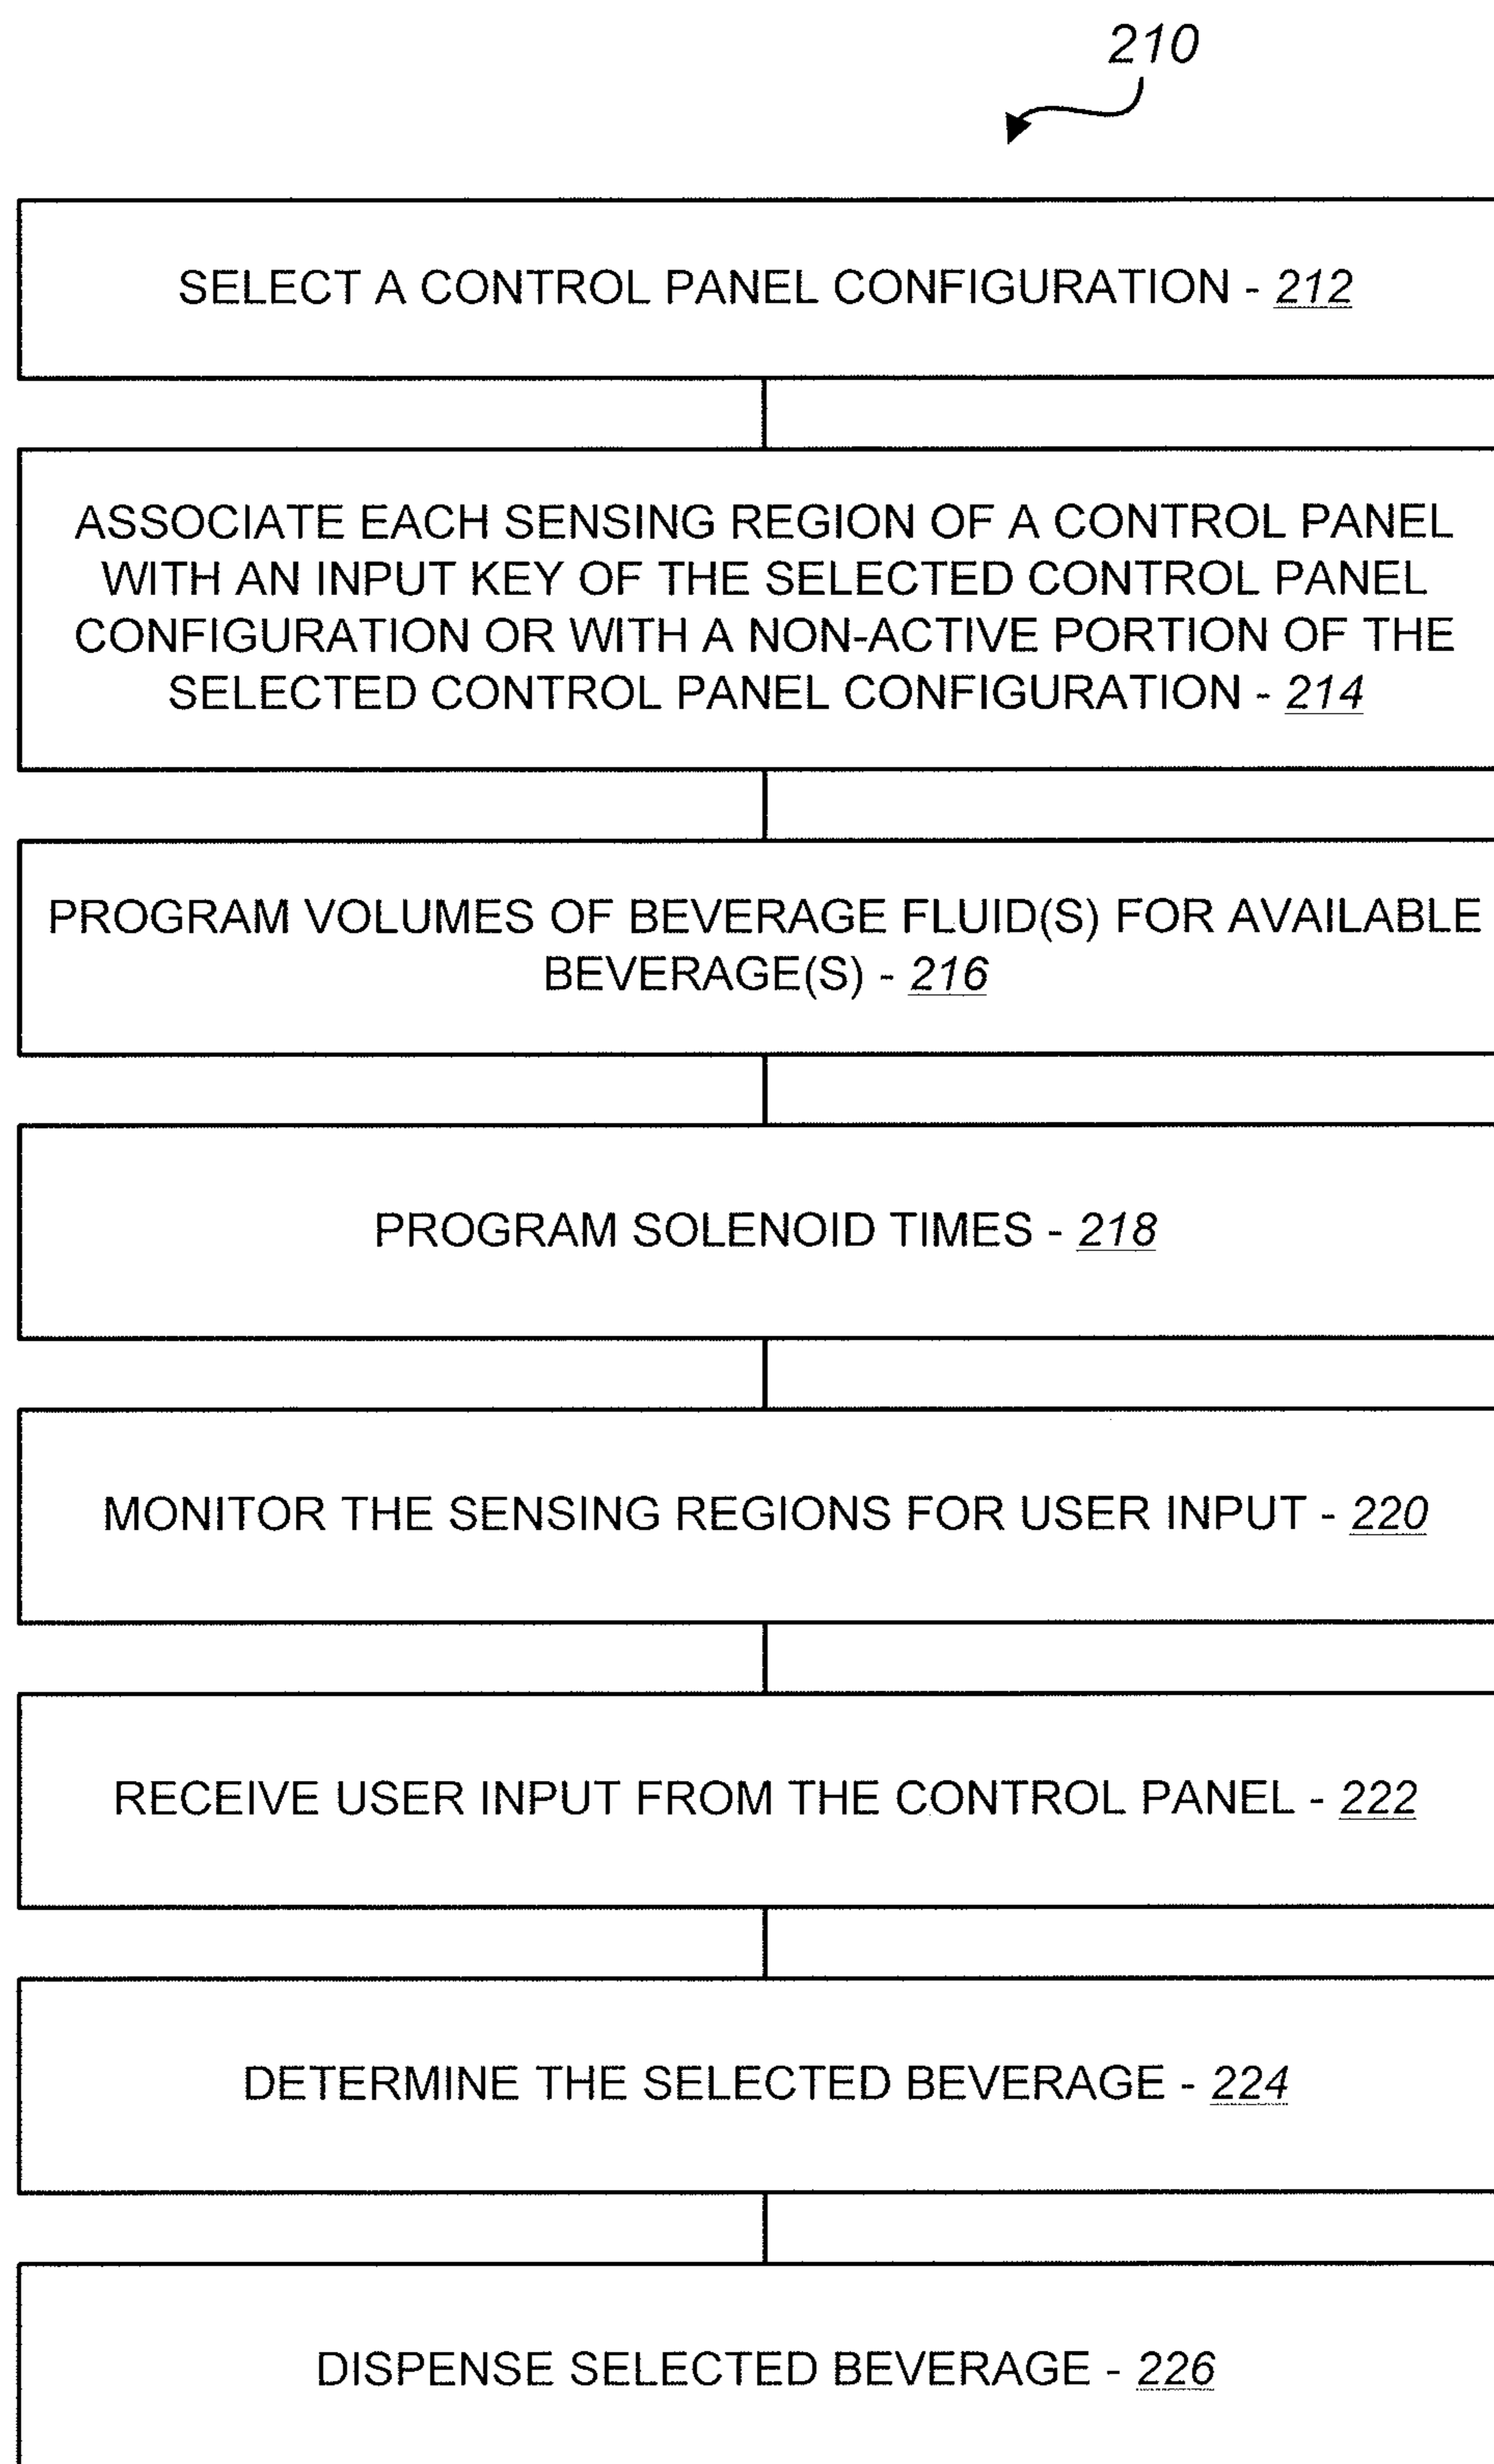 210
SELECT A CONTROL PANEL CONFIGURATION - 212
ASSOCIATE EACH SENSING REGION OF A CONTROL PANEL
WITH AN INPUT KEY OF THE SELECTED CONTROL PANEL
CONFIGURATION OR WITH A NON-ACTIVE PORTION OF THE
SELECTED CONTROL PANEL CONFIGURATION - 214
PROGRAM VOLUMES OF BEVERAGE FLUID(S) FOR AVAILABLE
BEVERAGE(S) - 216
PROGRAM SOLENOID TIMES - 218
MONITOR THE SENSING REGIONS FOR USER INPUT - 220
RECEIVE USER INPUT FROM THE CONTROL PANEL - 222
DETERMINE THE SELECTED BEVERAGE - 224
DISPENSE SELECTED BEVERAGE - 226